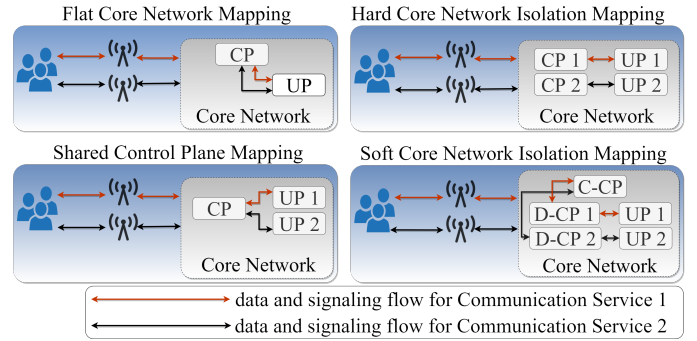 Flat Core Network Mapping
CP
UP
Core Network
Hard Core Network Isolation Mapping
CP 1 UP 1
CP 2 UP 2
Core Network
Shared Control Plane Mapping
CP
UP 1
UP 2
Core Network
Soft Core Network Isolation Mapping
C-CP
D-CP 1 UP 1
D-CP 2 UP 2
Core Network
data and signaling flow for Communication Service 1
data and signaling flow for Communication Service 2